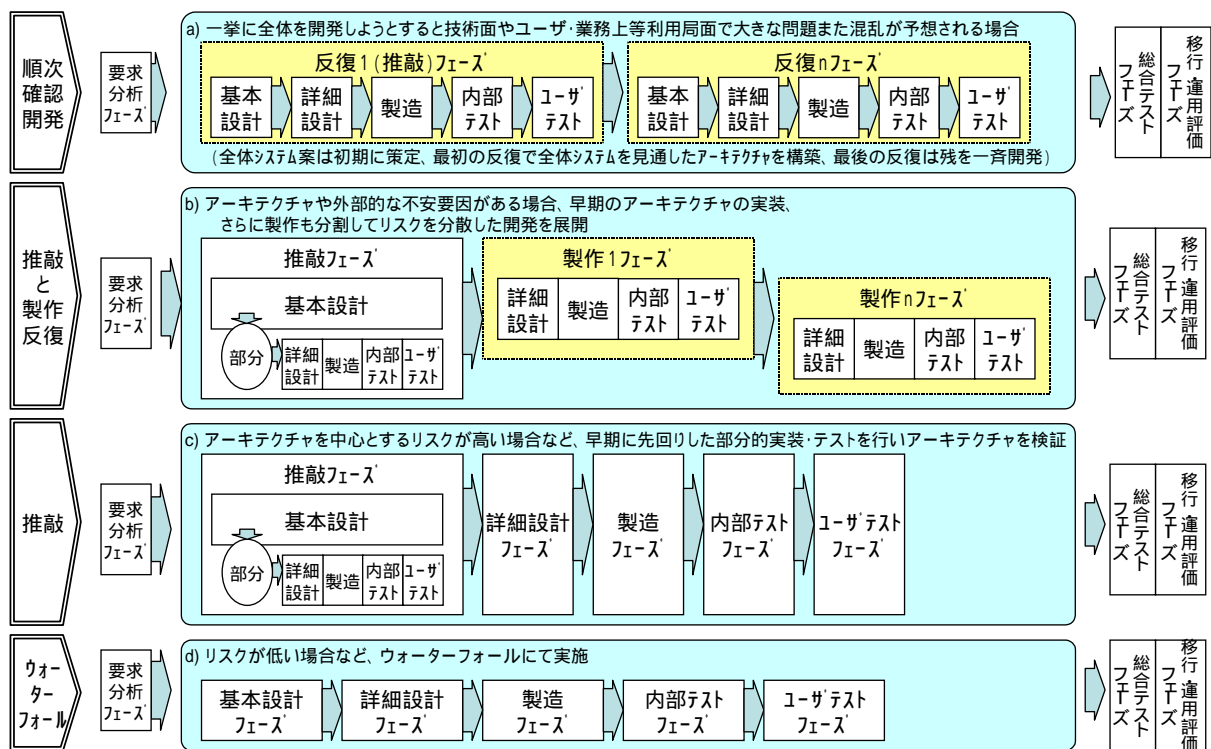 順次
確認
開発
要求
分析
ﾌｪｰｽﾞ
a) 一挙に全体を開発しようとすると技術面やユーザ･業務上等利用局面で大きな問題また混乱が予想される場合
反復1(推敲)ﾌｪｰｽﾞ
基本
設計
詳細
設計
製造
内部
ﾃｽﾄ
ﾕｰｻﾞ
ﾃｽﾄ
反復nﾌｪｰｽﾞ
基本
設計
詳細
設計
製造
内部
ﾃｽﾄ
ﾕｰｻﾞ
ﾃｽﾄ
(全体ｼｽﾃﾑ案は初期に策定、最初の反復で全体ｼｽﾃﾑを見通したｱｰｷﾃｸﾁｬを構築、最後の反復は残を一斉開発)
総合テスト
フェーズ
移行・運用評価
フェーズ
推敲
と
製作
反復
要求
分析
ﾌｪｰｽﾞ
b) アーキテクチャや外部的な不安要因がある場合、早期のアーキテクチャの実装、
さらに製作も分割してリスクを分散した開発を展開
推敲ﾌｪｰｽﾞ
基本設計
部分
詳細
設計
製造
内部
ﾃｽﾄ
ﾕｰｻﾞ
ﾃｽﾄ
製作1ﾌｪｰｽﾞ
詳細
設計
製造
内部
ﾃｽﾄ
ﾕｰｻﾞ
ﾃｽﾄ
製作nﾌｪｰｽﾞ
詳細
設計
製造
内部
ﾃｽﾄ
ﾕｰｻﾞ
ﾃｽﾄ
総合テスト
フェーズ
移行・運用評価
フェーズ
推敲
要求
分析
ﾌｪｰｽﾞ
c) アーキテクチャを中心とするリスクが高い場合など、早期に先回りした部分的実装･テストを行いアーキテクチャを検証
推敲ﾌｪｰｽﾞ
基本設計
部分
詳細
設計
製造
内部
ﾃｽﾄ
ﾕｰｻﾞ
ﾃｽﾄ
詳細設計
ﾌｪｰｽﾞ
製造
ﾌｪｰｽﾞ
内部ﾃｽﾄ
ﾌｪｰｽﾞ
ﾕｰｻﾞﾃｽﾄ
ﾌｪｰｽﾞ
総合テスト
フェーズ
移行・運用評価
フェーズ
ｳｫｰ
ﾀｰ
ﾌｫｰﾙ
要求
分析
ﾌｪｰｽﾞ
d) リスクが低い場合など、ウォーターフォールにて実施
基本設計
ﾌｪｰｽﾞ
詳細設計
ﾌｪｰｽﾞ
製造
ﾌｪｰｽﾞ
内部ﾃｽﾄ
ﾌｪｰｽﾞ
ﾕｰｻﾞﾃｽﾄ
ﾌｪｰｽﾞ
総合テスト
フェーズ
移行・運用評価
フェーズ